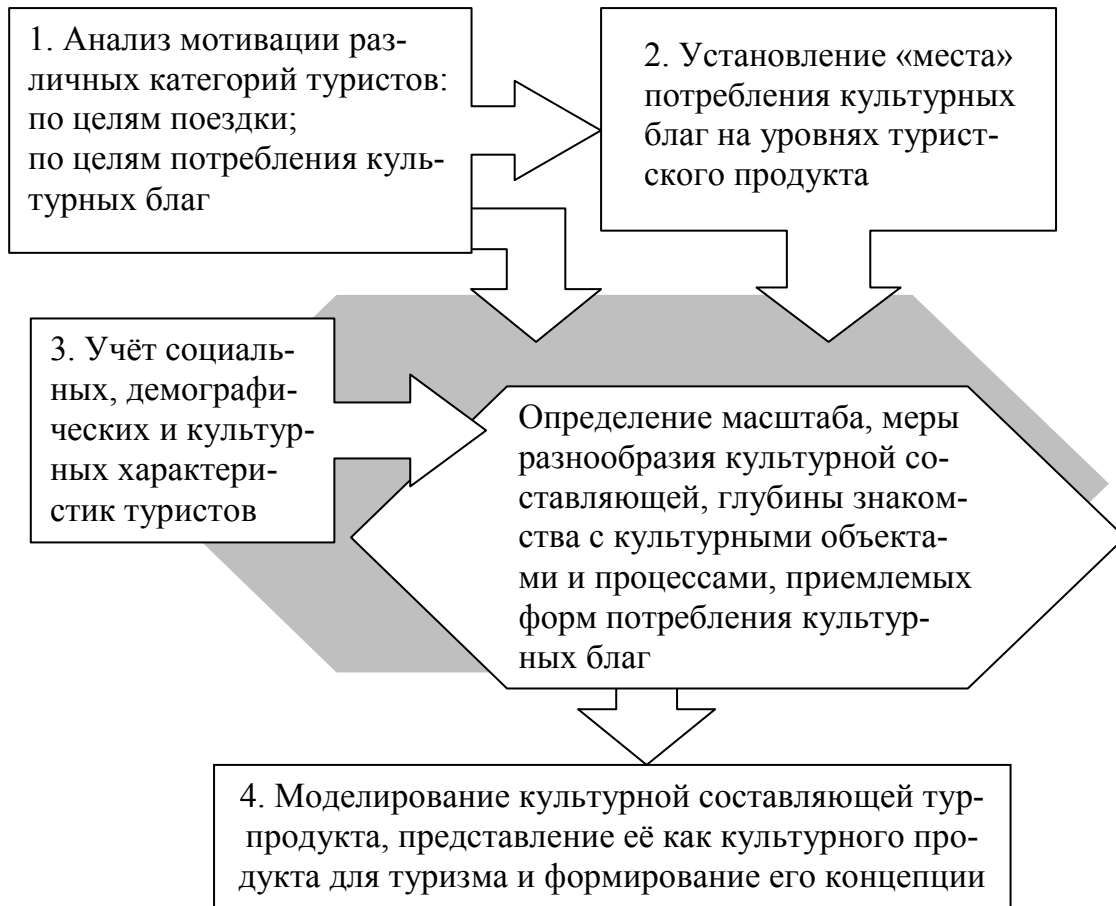 1. Анализ мотивации раз-
личных категорий туристов:
по целям поездки;
по целям потребления куль-
турных благ
2. Установление «места»
потребления культурных
благ на уровнях турист-
ского продукта
3. Учёт социаль-
ных, демографи-
ческих и культур-
ных характери-
стик туристов
Определение масштаба, меры
разнообразия культурной со-
ставляющей, глубины знаком-
ства с культурными объекта-
ми и процессами, приемлемых
форм потребления культур-
ных благ
4. Моделирование культурной составляющей тур-
продукта, представление её как культурного про-
дукта для туризма и формирование его концепции